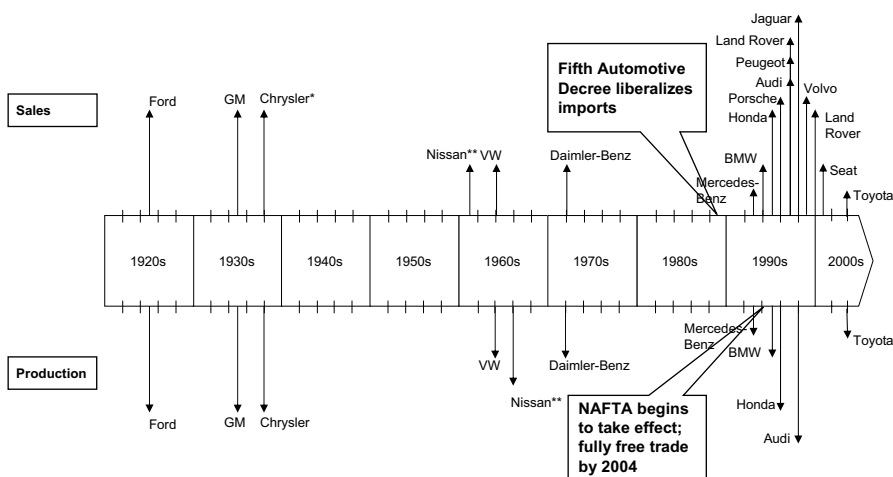 Jaguar
Land Rover
Peugeot
Audi
Porsche
Volvo
Honda
Land
Rover
Fifth Automotive
Decree liberalizes
imports
Sales
Ford
GM
Chrysler*
Nissan**
VW
Daimler-Benz
BMW
Mercedes-
Benz
Seat
Toyota
1920s
1930s
1940s
1950s
1960s
1970s
1980s
1990s
2000s
Production
Ford
GM
Chrysler
VW
Nissan**
Daimler-Benz
Mercedes-
Benz
BMW
Toyota
Honda
Audi
NAFTA begins
to take effect;
fully free trade
by 2004